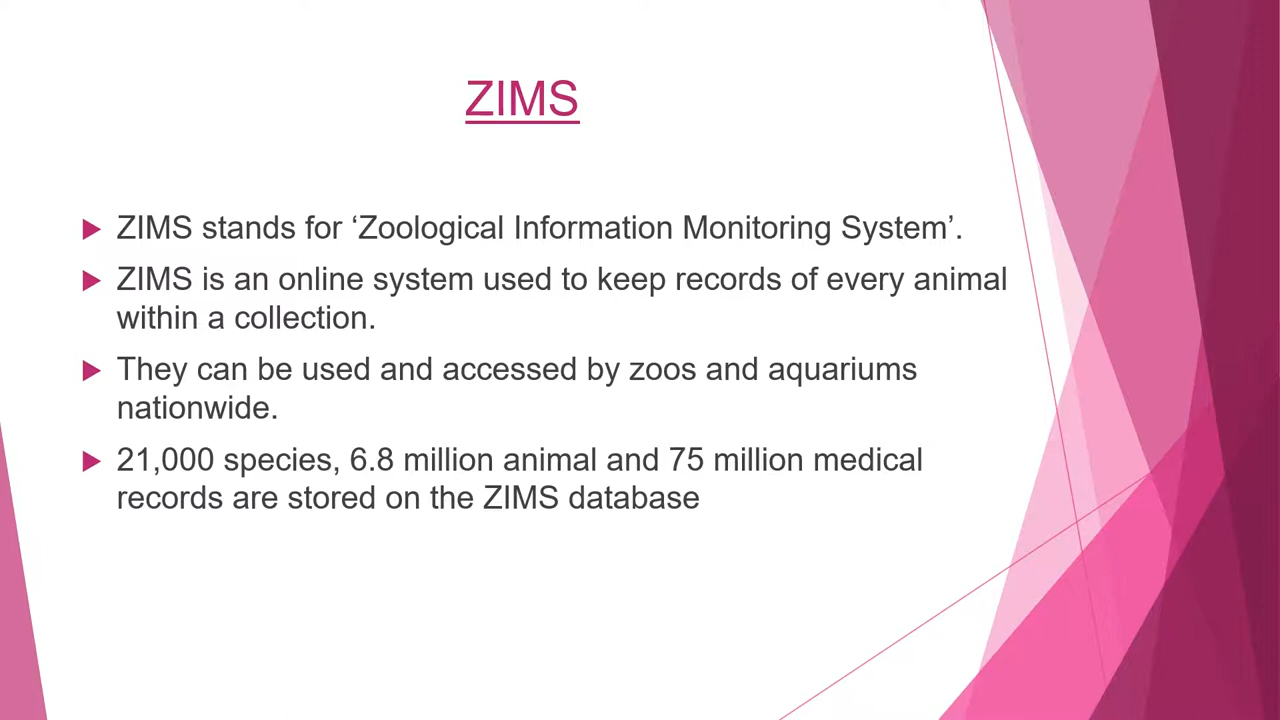 ZIMS
ZIMS stands for ‘Zoological Information Monitoring System’.
ZIMS is an online system used to keep records of every animal
within a collection.
They can be used and accessed by zoos and aquariums
nationwide.
21,000 species, 6.8 million animal and 75 million medical
records are stored on the ZIMS database